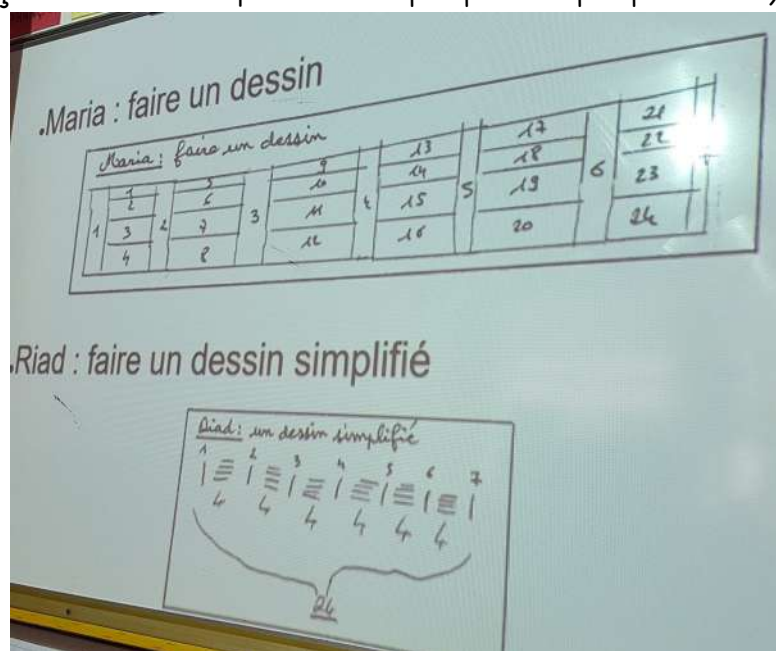 .Maria : faire un dessin
Maria : faire un dessin
1 1 2 3 4 2 5 6 7 8 3 9 10 11 12 4 13 14 15 16 5 17 18 19 20 6 21 22 23 24
.Riad : faire un dessin simplifié
Riad : un dessin simplifié
1 2 3 4 5 6 7
4 4 4 4 4 4
24